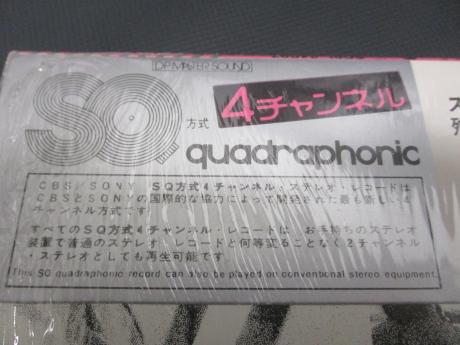 DR MASTER SOUND
SQ 方式 4チャンネル
quadraphonic
CBS/SONY SQ方式4チャンネル・ステレオ・レコードは
CBSとSONYの国際的な協力によって開発された最も新しい4
チャンネル方式です。
すべてのSQ方式4チャンネル・レコードは お手持ちのステレオ
装置で普通のステレオ・レコードと何等変ることなく2チャンネル
・ステレオとしても再生可能です
This SQ quadraphonic record can also be played on conventional stereo equipment.